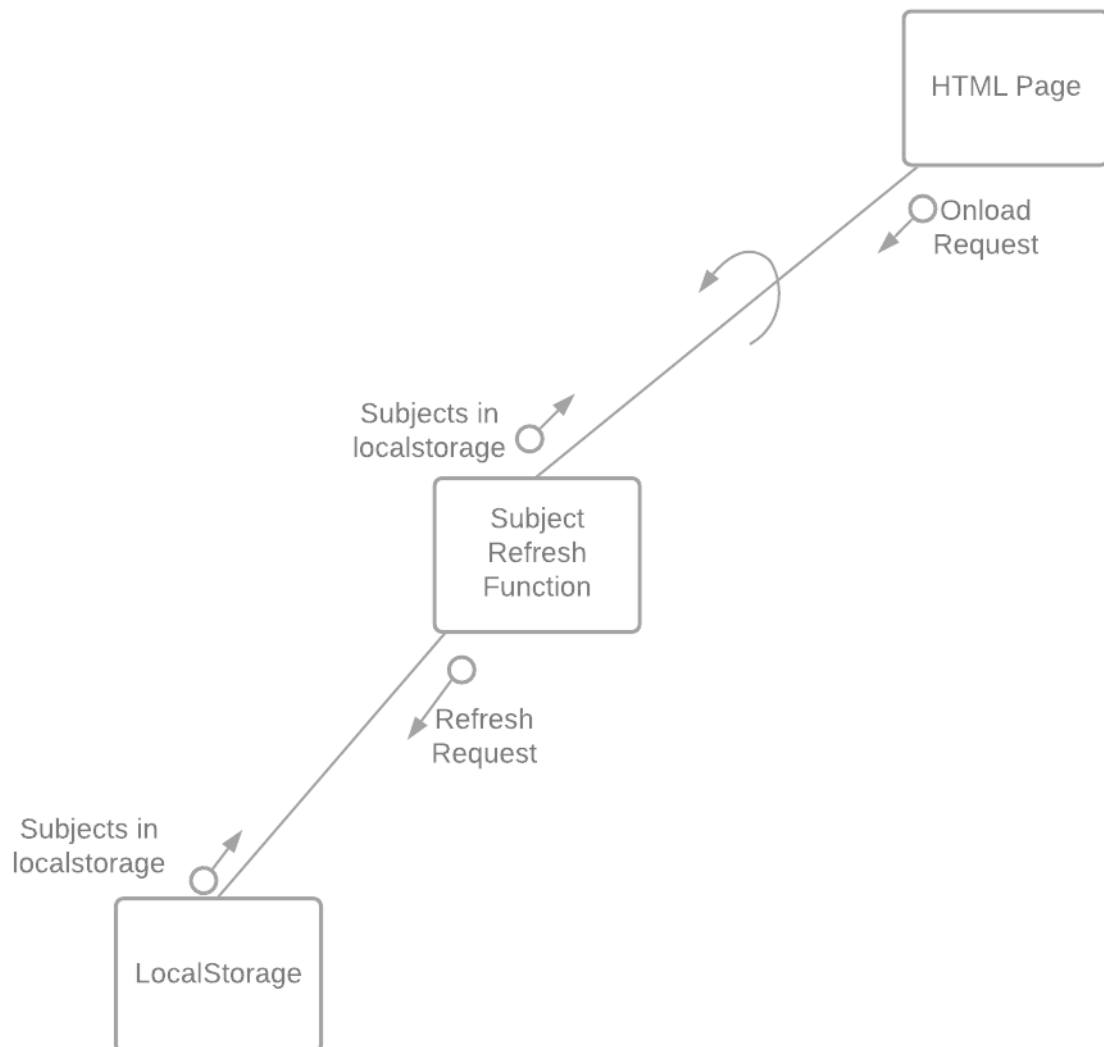 HTML Page
Onload
Request
Subjects in
localstorage
Subject
Refresh
Function
Refresh
Request
Subjects in
localstorage
LocalStorage